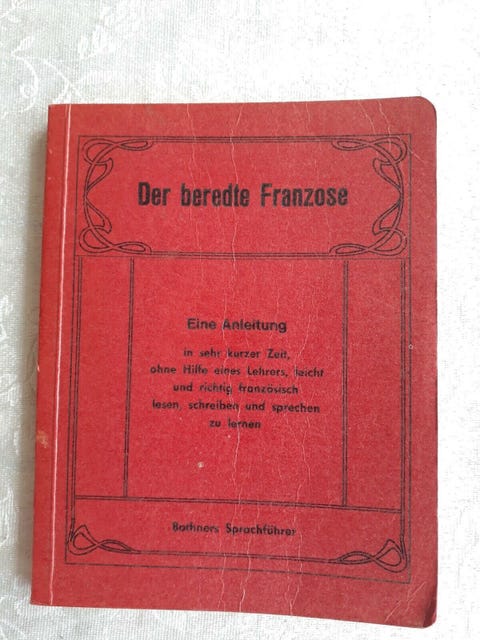 Der beredte Franzose
Eine Anleitung
in sehr kurzer Zeit,
ohne Hilfe eines Lehrers, leicht
und richtig französisch
lesen, schreiben und sprechen
zu lernen
Bothners Sprachführer